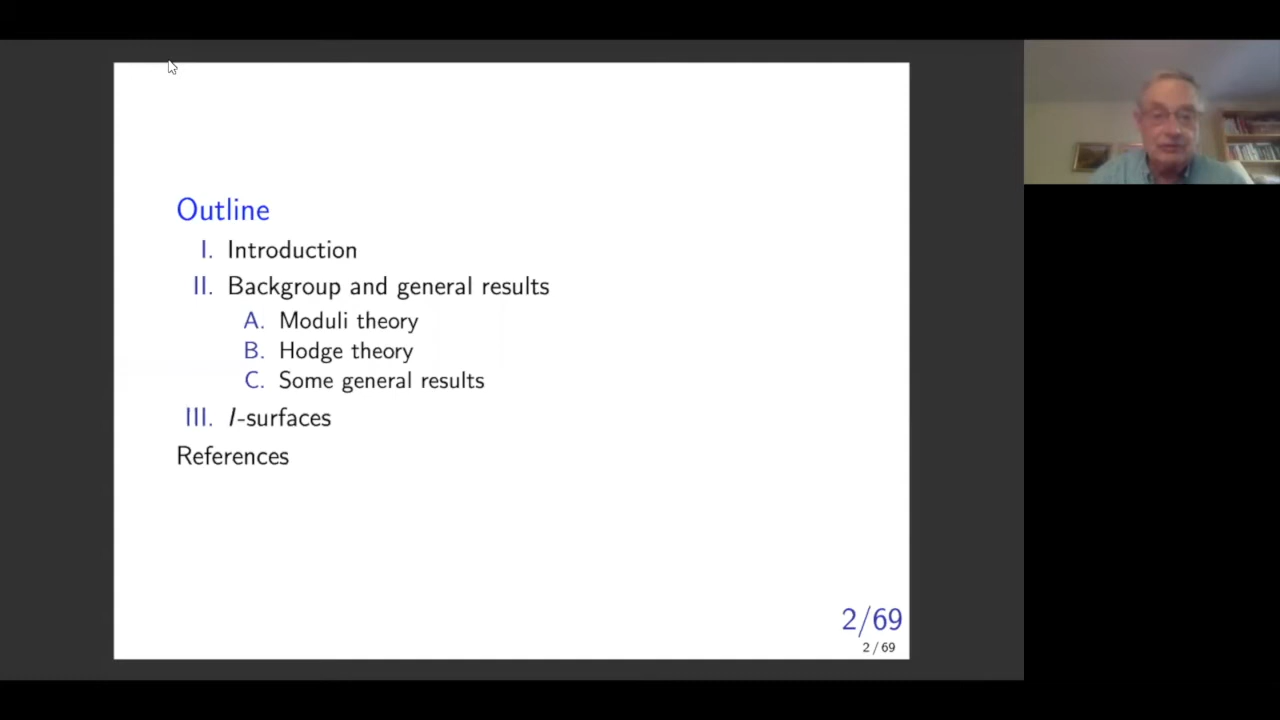 Outline
I. Introduction
II. Backgroup and general results
A. Moduli theory
B. Hodge theory
C. Some general results
III. I-surfaces
References
2/69
2 / 69